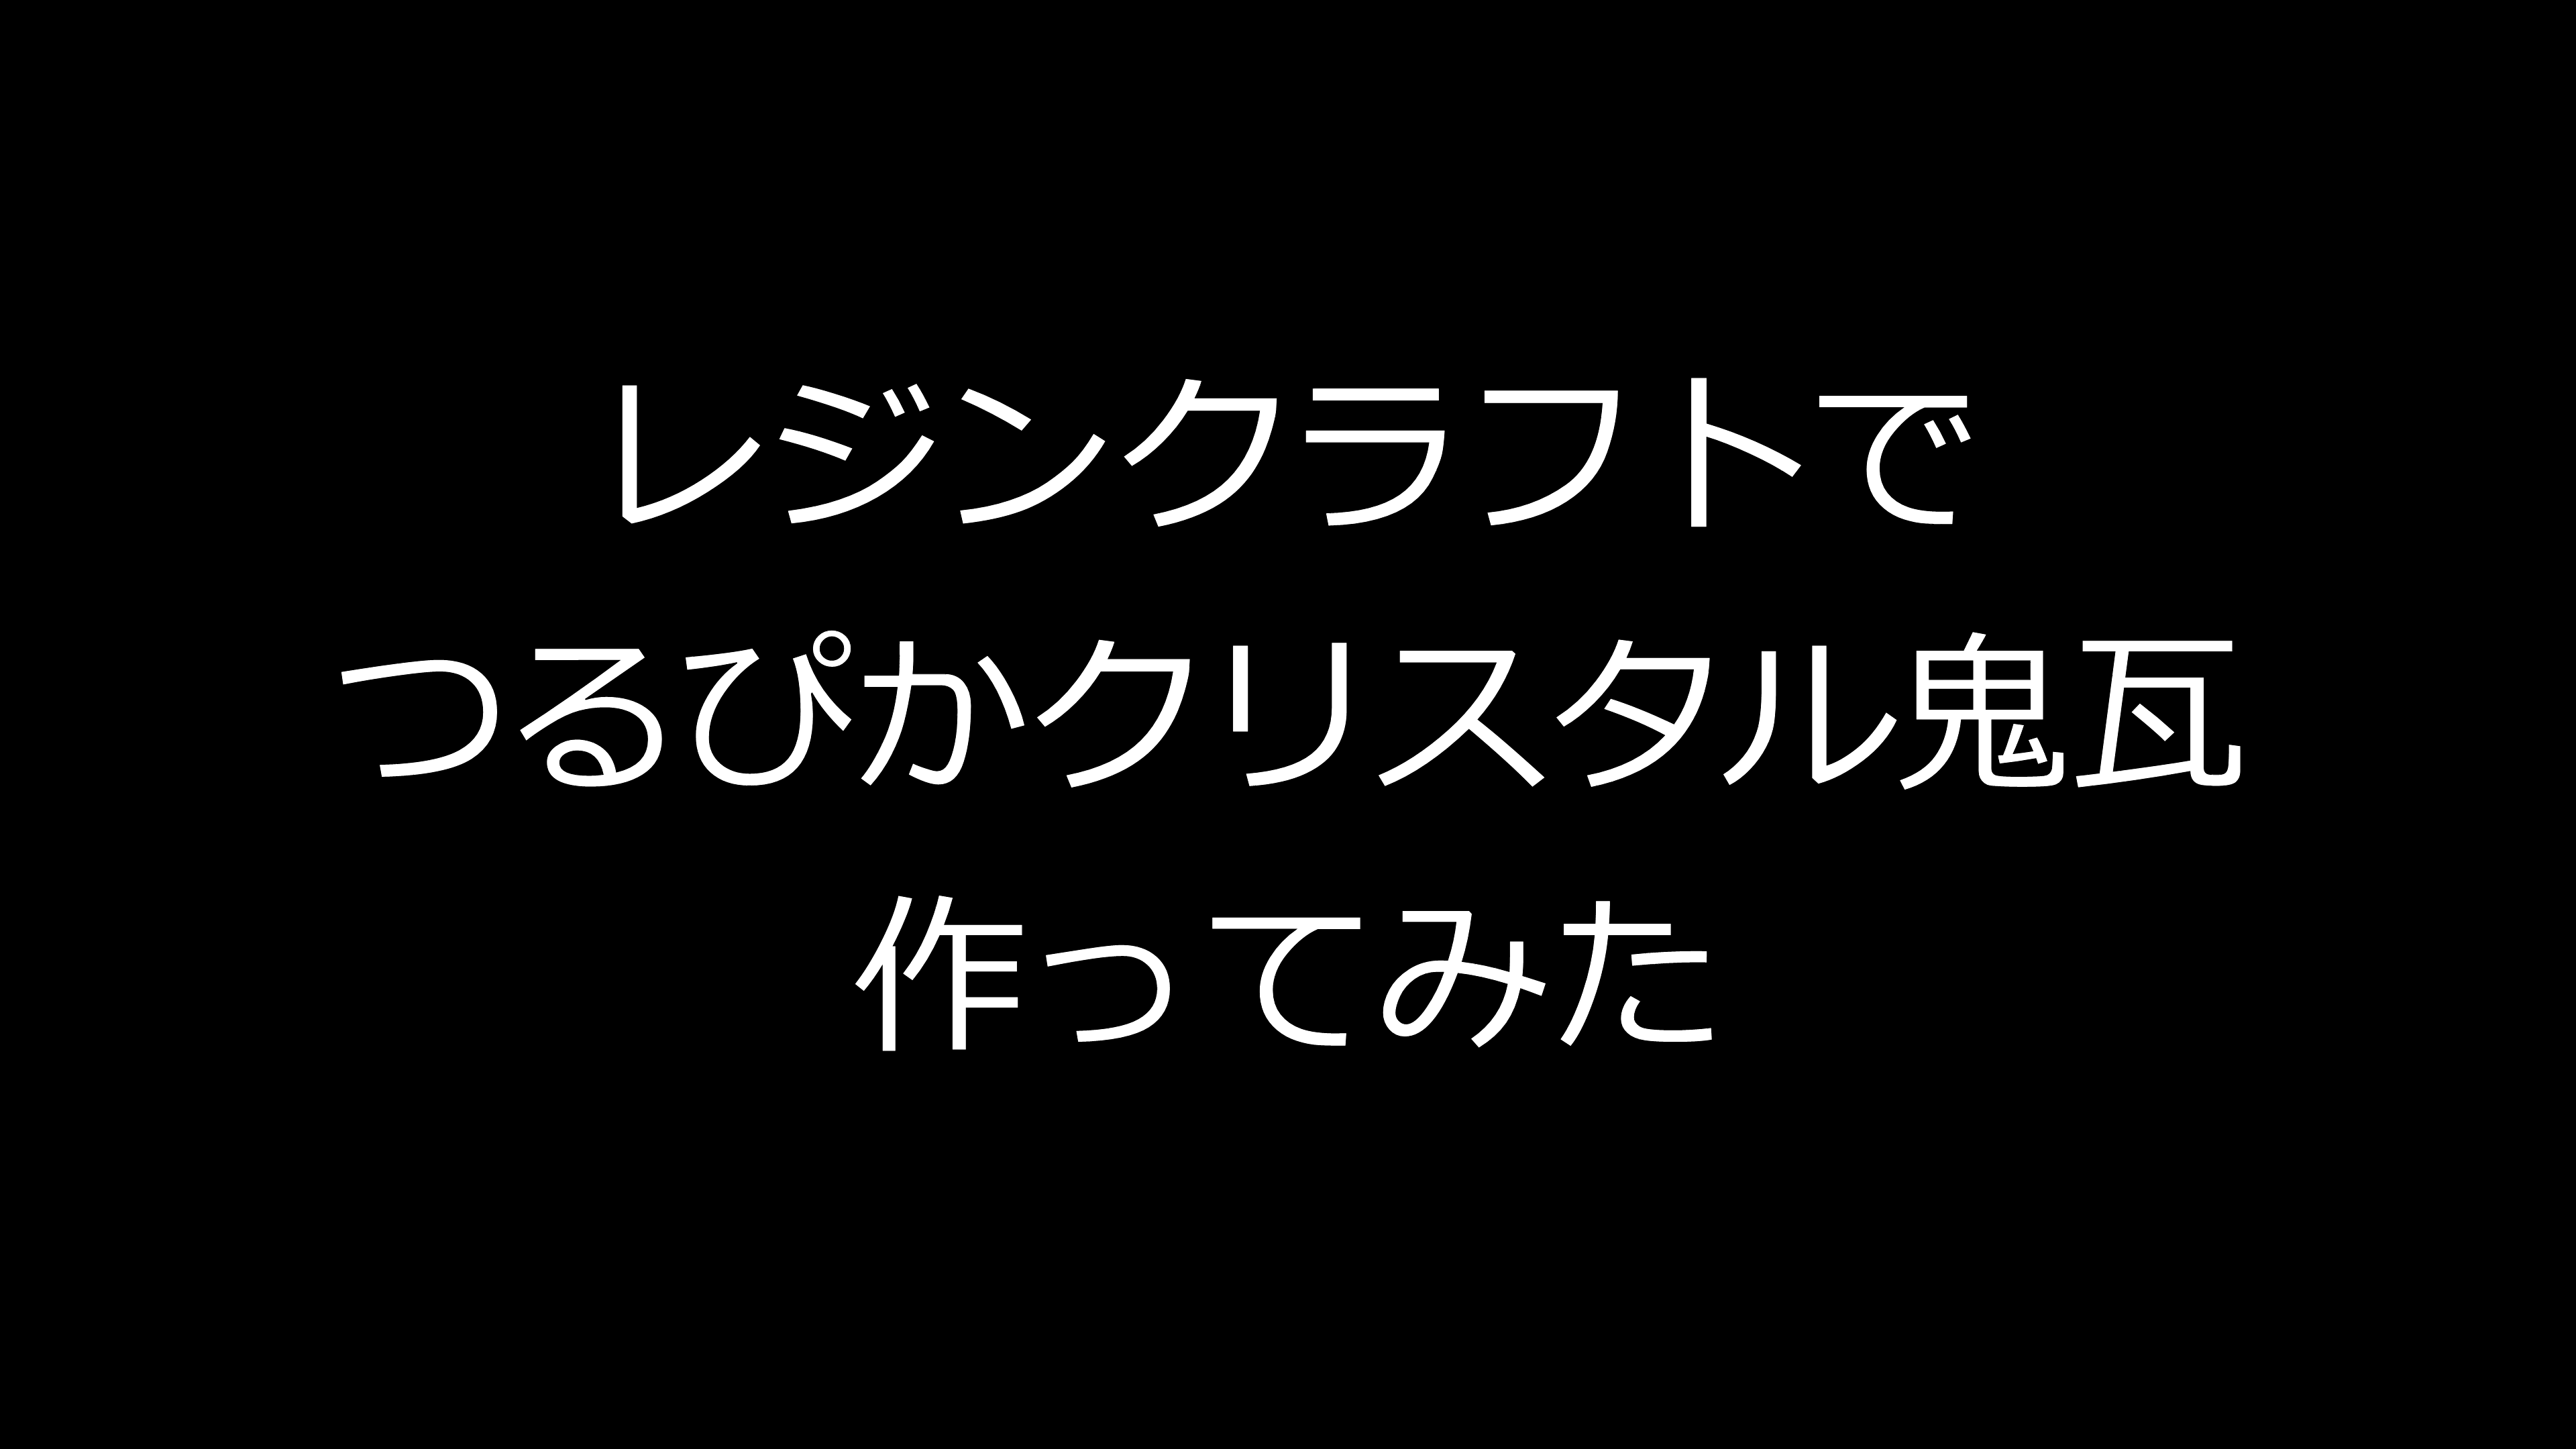 レジンクラフトで
つるぴかクリスタル鬼瓦
作ってみた